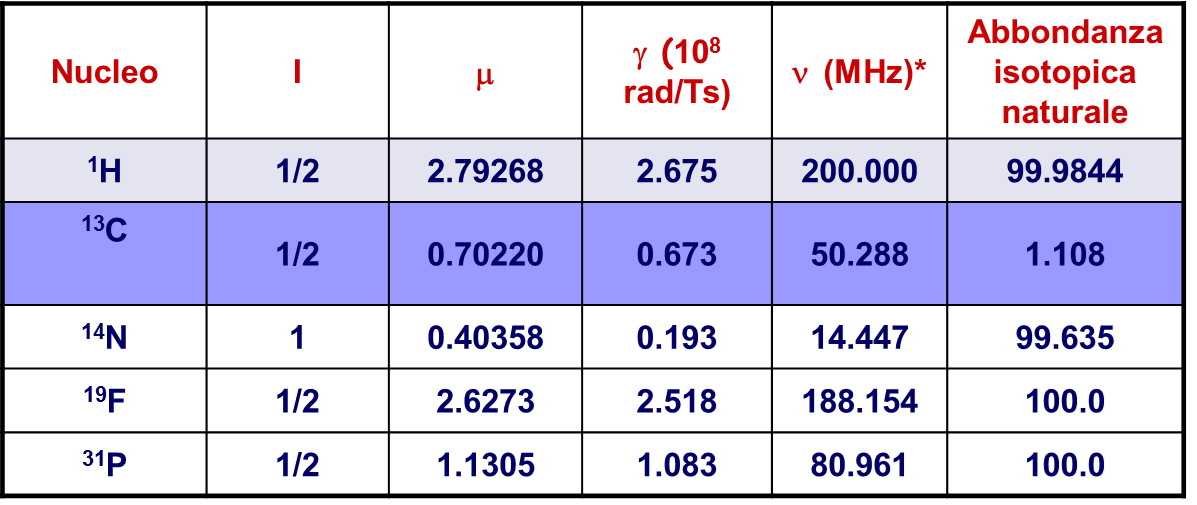 Nucleo I μ γ (10⁸ rad/Ts) ν (MHz)* Abbondanza isotopica naturale
¹H 1/2 2.79268 2.675 200.000 99.9844
¹³C 1/2 0.70220 0.673 50.288 1.108
¹⁴N 1 0.40358 0.193 14.447 99.635
¹⁹F 1/2 2.6273 2.518 188.154 100.0
³¹P 1/2 1.1305 1.083 80.961 100.0